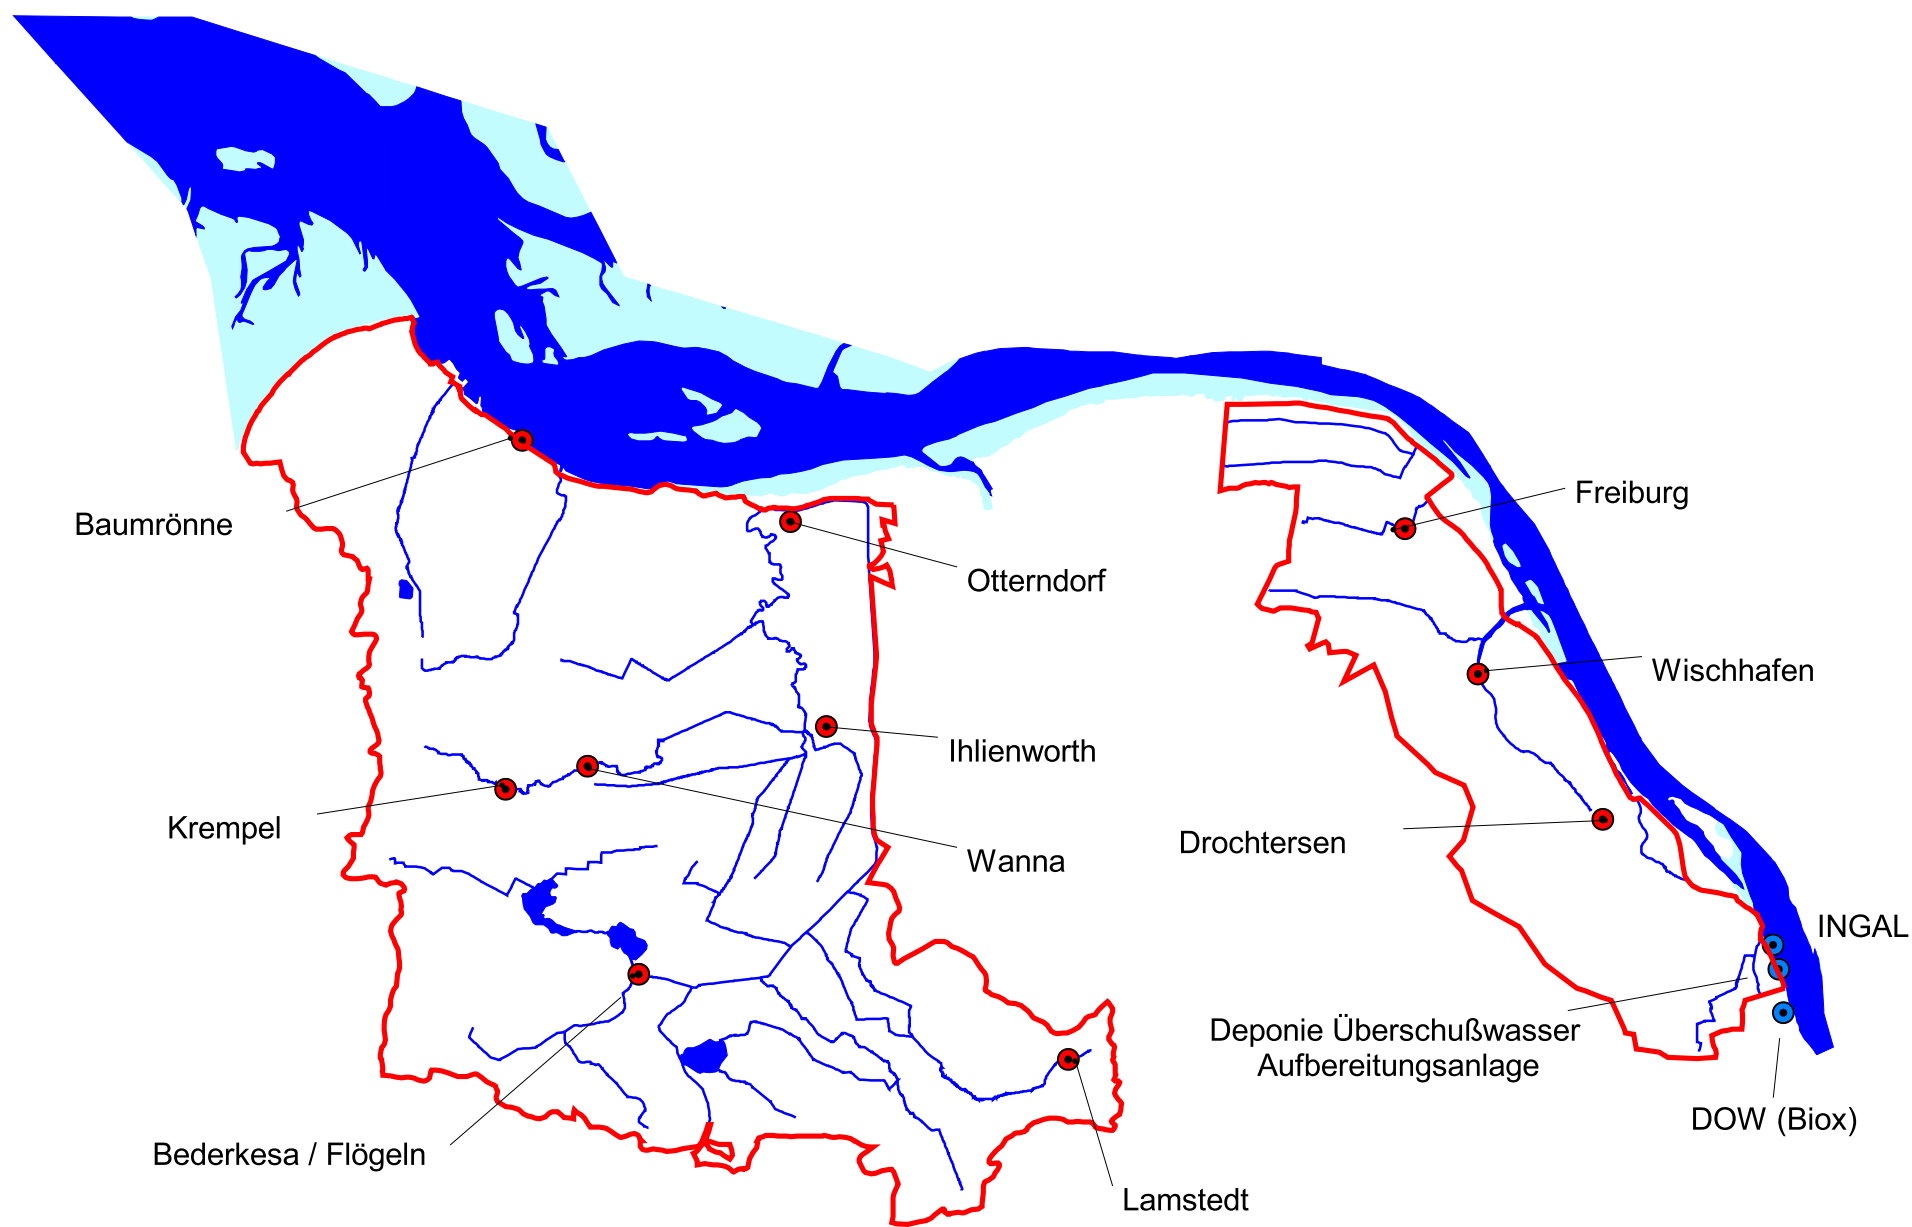 Freiburg
Baumrönne
Otterndorf
Wischhafen
Ihlienworth
Krempel
Drochtersen
Wanna
INGAL
Deponie Überschußwasser
Aufbereitungsanlage
DOW (Biox)
Bederkesa / Flögeln
Lamstedt